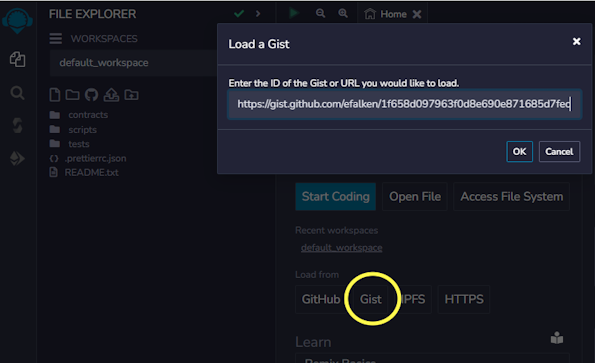 FILE EXPLORER
WORKSPACES
default_workspace
contracts
scripts
tests
.prettierrc.json
README.txt
Home
Load a Gist
Enter the ID of the Gist or URL you would like to load.
https://gist.github.com/efalken/1f658d097963f0d8e690e871685d7fec
OK
Cancel
Start Coding
Open File
Access File System
Recent workspaces
default_workspace
Load from
GitHub
Gist
IPFS
HTTPS
Learn
Remix Basics